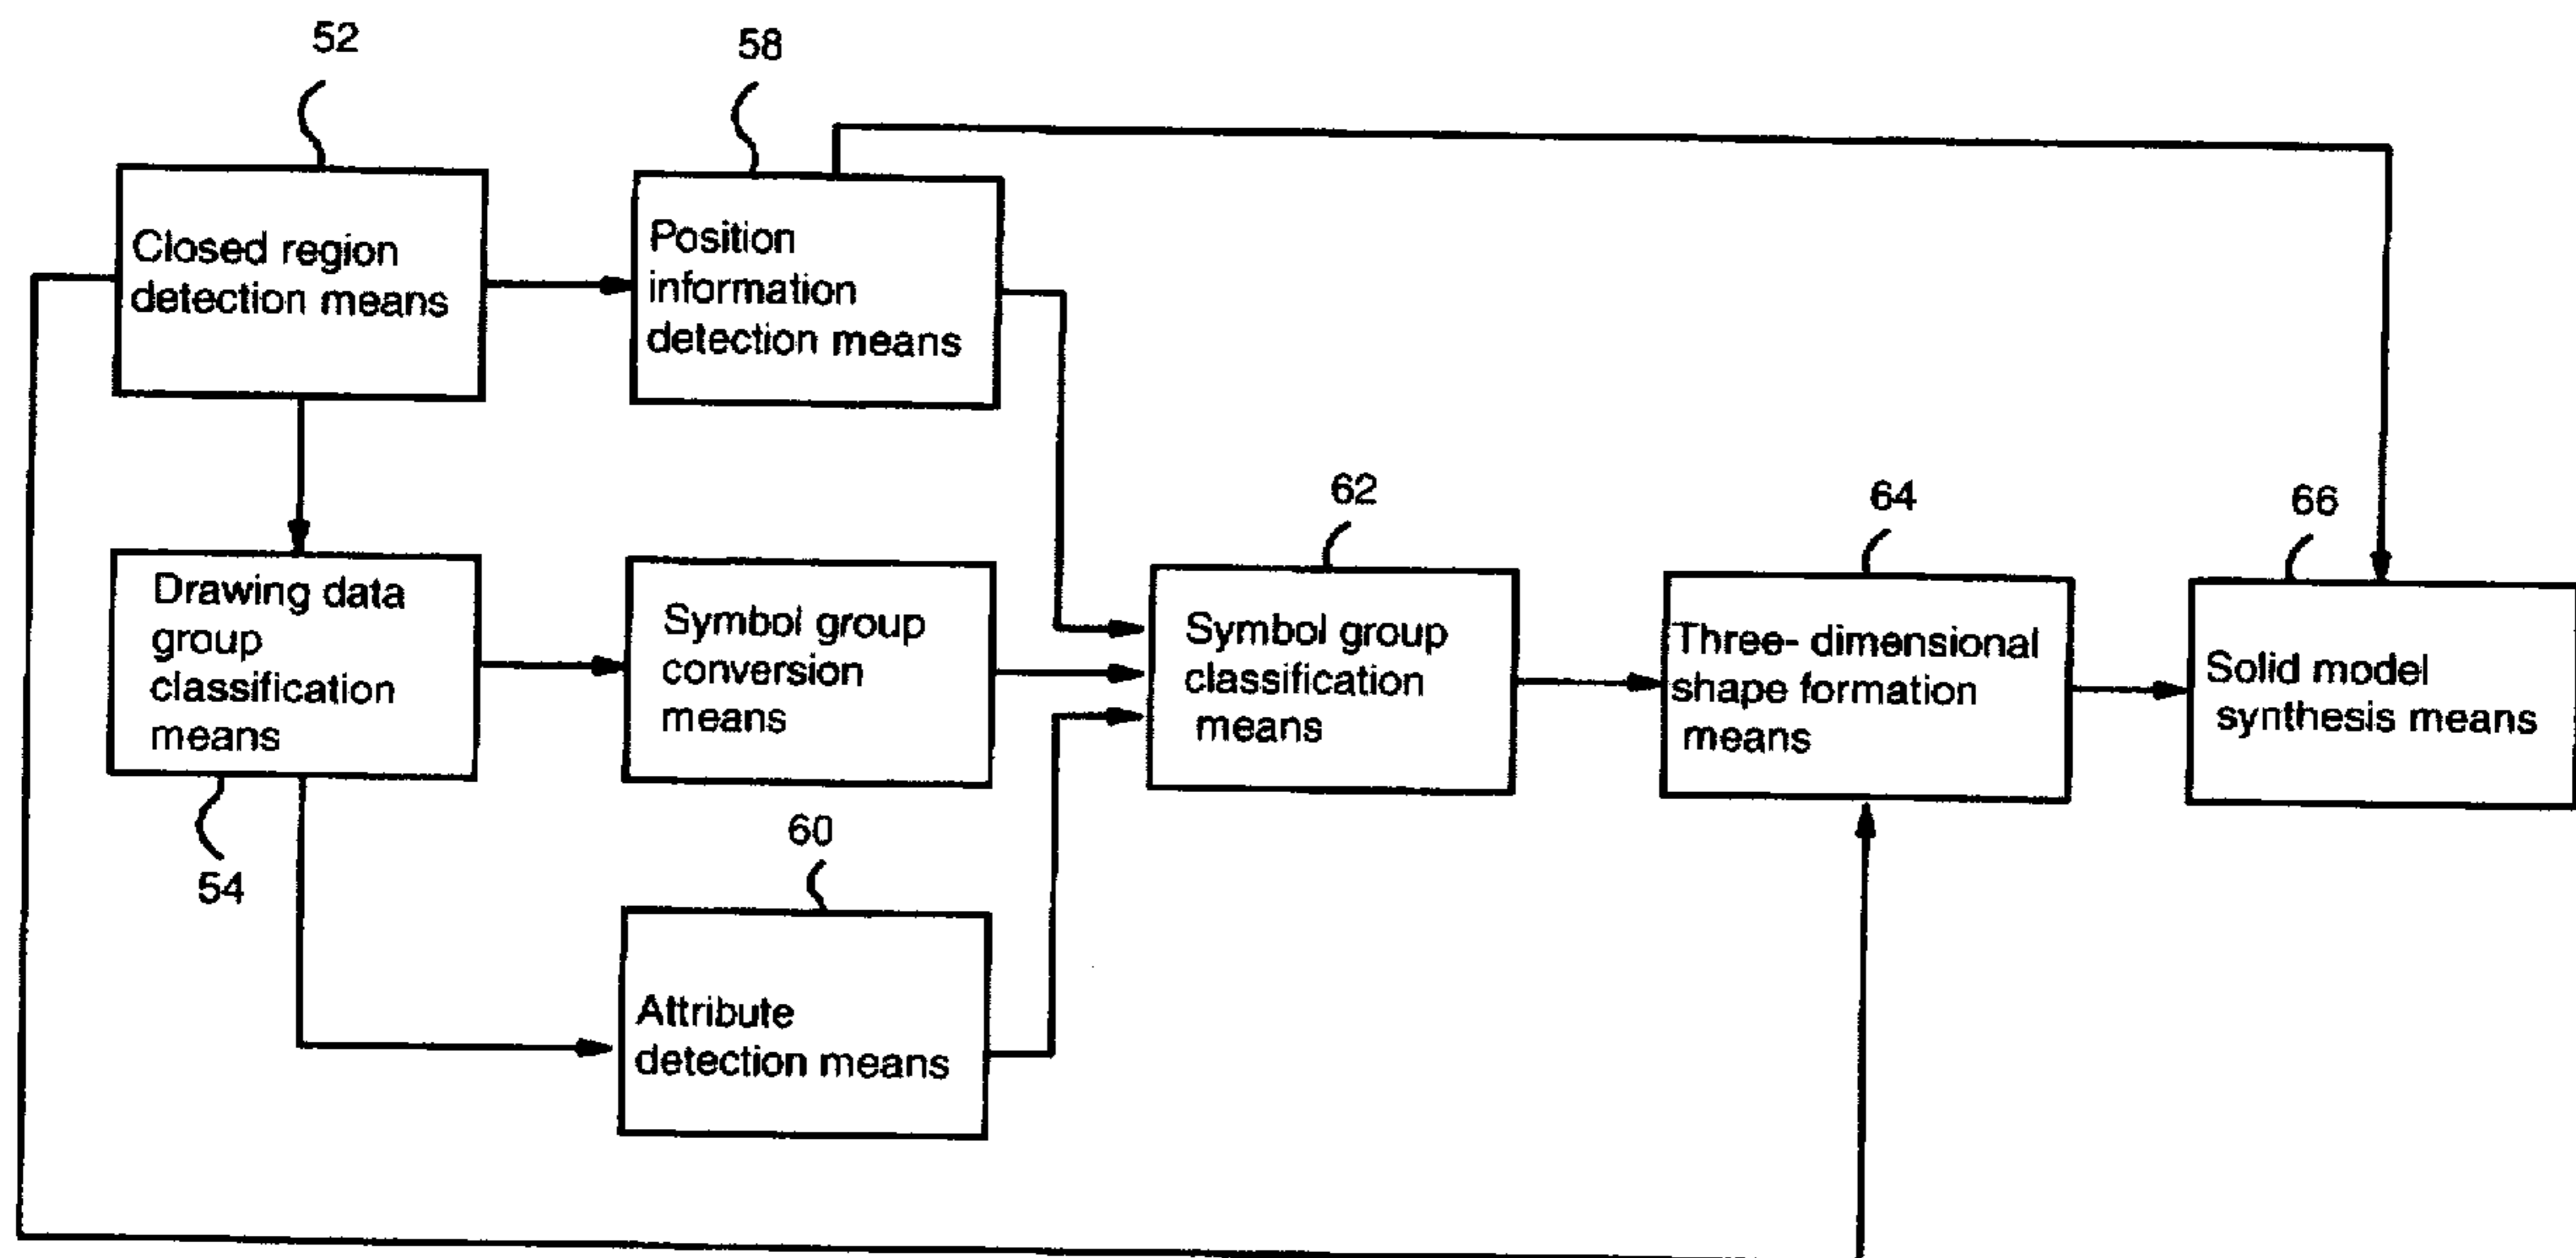 52
58
Closed region
detection means
Position
information
detection means
62
64
66
Drawing data
group
classification
means
Symbol group
conversion
means
Symbol group
classification
means
Three- dimensional
shape formation
means
Solid model
synthesis means
54
60
Attribute
detection means